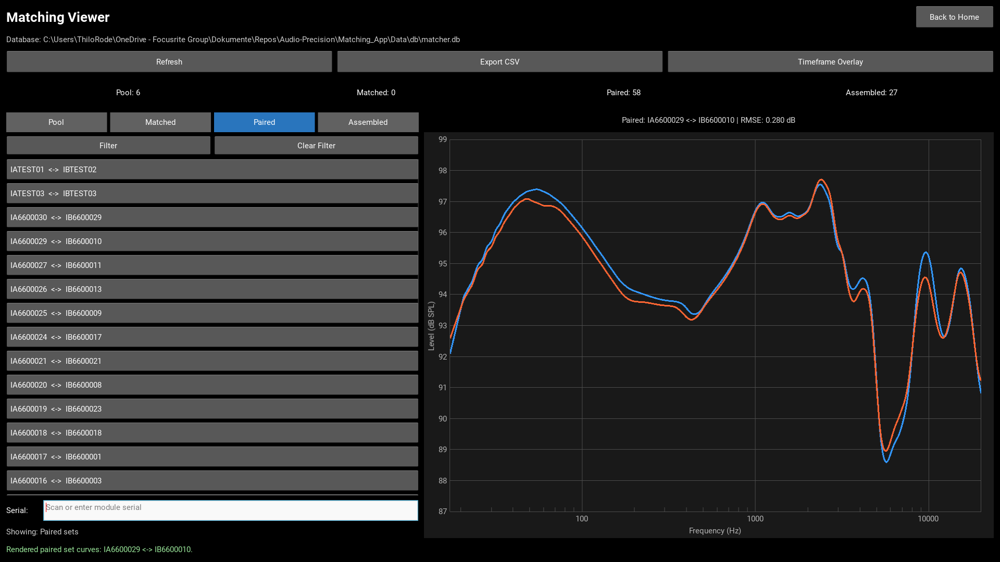 Matching Viewer
Back to Home
Database: C:\Users\ThiloRode\OneDrive - Focusrite Group\Dokumente\Repos\Audio-Precision\Matching_App\Data\db\matcher.db
Refresh
Export CSV
Timeframe Overlay
Pool: 6
Matched: 0
Paired: 58
Assembled: 27
Pool
Matched
Paired
Assembled
Filter
Clear Filter
IATEST01 <-> IBTEST02
IATEST03 <-> IBTEST03
IA6600030 <-> IB6600029
IA6600029 <-> IB6600010
IA6600027 <-> IB6600011
IA6600026 <-> IB6600013
IA6600025 <-> IB6600009
IA6600024 <-> IB6600017
IA6600021 <-> IB6600021
IA6600020 <-> IB6600008
IA6600019 <-> IB6600023
IA6600018 <-> IB6600018
IA6600017 <-> IB6600001
IA6600016 <-> IB6600003
Serial:
Scan or enter module serial
Showing: Paired sets
Rendered paired set curves: IA6600029 <-> IB6600010.
Paired: IA6600029 <-> IB6600010 | RMSE: 0.280 dB
99
98
97
96
95
94
93
92
91
90
89
88
87
Level (dB SPL)
100
1000
10000
Frequency (Hz)